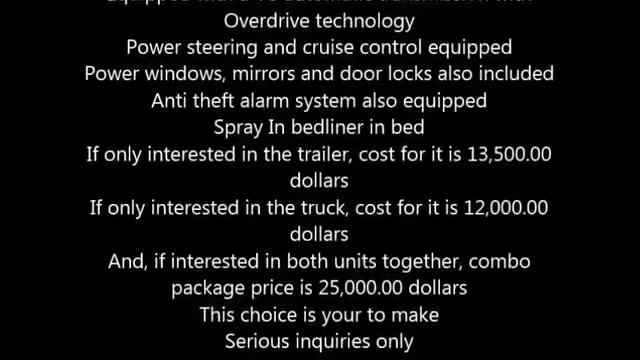 Overdrive technology
Power steering and cruise control equipped
Power windows, mirrors and door locks also included
Anti theft alarm system also equipped
Spray In bedliner in bed
If only interested in the trailer, cost for it is 13,500.00
dollars
If only interested in the truck, cost for it is 12,000.00
dollars
And, if interested in both units together, combo
package price is 25,000.00 dollars
This choice is your to make
Serious inquiries only